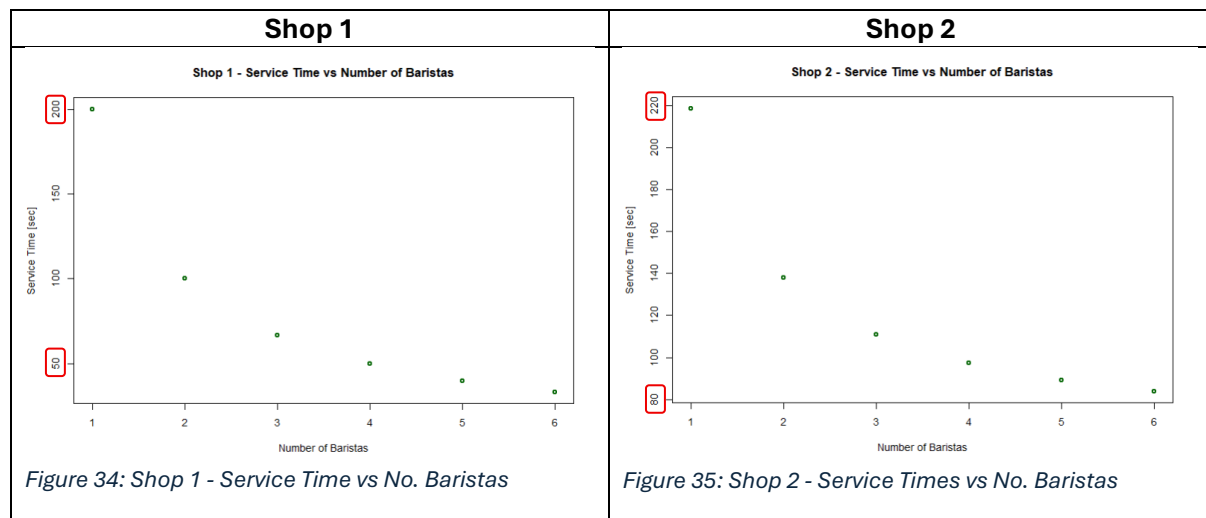 Shop 1
Shop 2
Shop 1 - Service Time vs Number of Baristas
200
150
100
50
Service Time [sec]
1 2 3 4 5 6
Number of Baristas
Figure 34: Shop 1 - Service Time vs No. Baristas
Shop 2 - Service Time vs Number of Baristas
220
200
180
160
140
120
100
80
Service Time [sec]
1 2 3 4 5 6
Number of Baristas
Figure 35: Shop 2 - Service Times vs No. Baristas